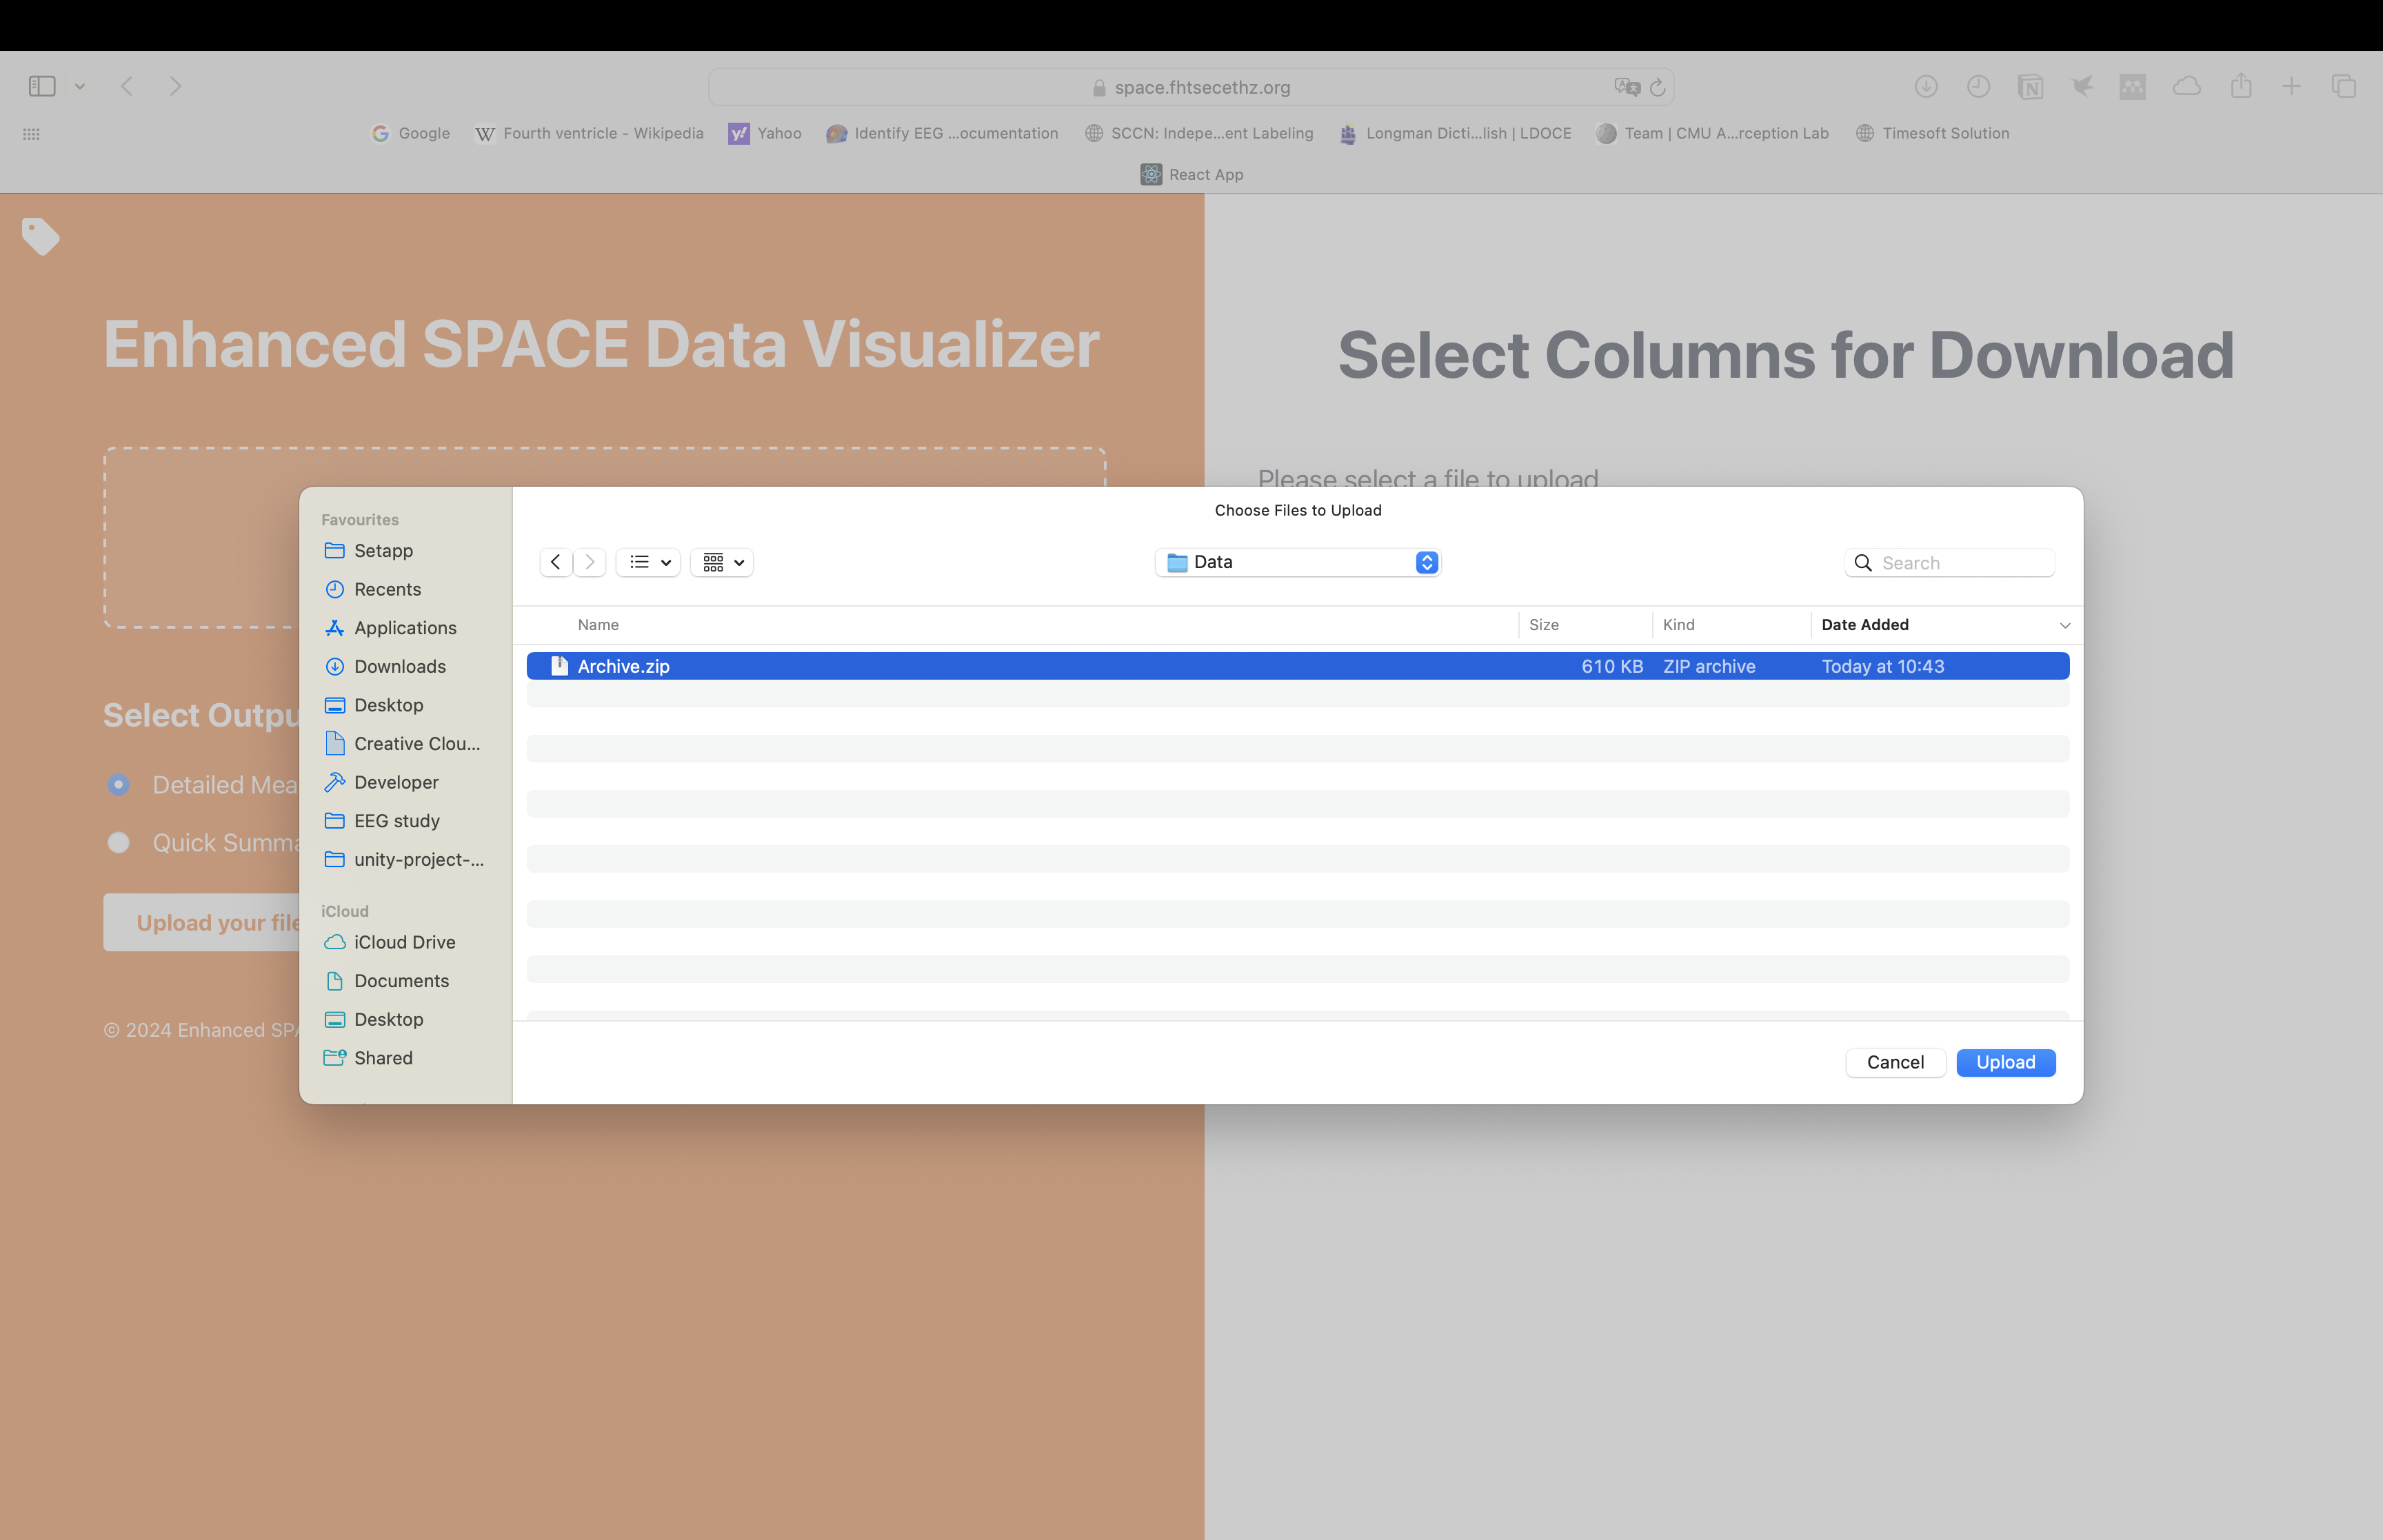 space.fhtsecethz.org
Google
Fourth ventricle - Wikipedia
Yahoo
Identify EEG ...ocumentation
SCCN: Indepe...ent Labeling
Longman Dicti...lish | LDOCE
Team | CMU A...rception Lab
Timesoft Solution
React App
Enhanced SPACE Data Visualizer
Select Outpu
Detailed Mea
Quick Summa
Upload your file
© 2024 Enhanced SPA
Select Columns for Download
Please select a file to upload
Choose Files to Upload
Favourites
Setapp
Recents
Applications
Downloads
Desktop
Creative Clou...
Developer
EEG study
unity-project-...
iCloud
iCloud Drive
Documents
Desktop
Shared
Data
Search
Name Size Kind Date Added
Archive.zip 610 KB ZIP archive Today at 10:43
Cancel Upload